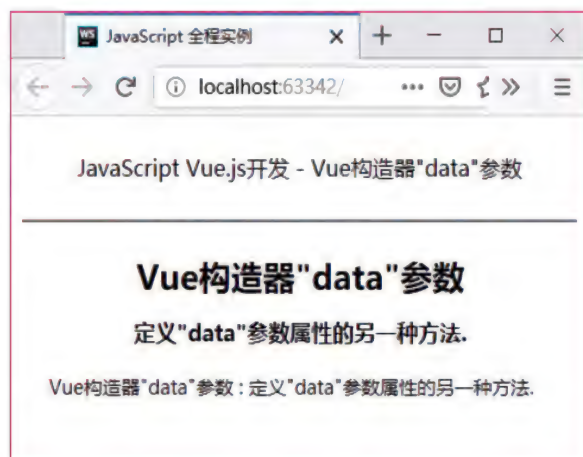 WS JavaScript 全程实例
localhost:63342/
JavaScript Vue.js开发 - Vue构造器"data"参数
Vue构造器"data"参数
定义"data"参数属性的另一种方法.
Vue构造器"data"参数 : 定义"data"参数属性的另一种方法.